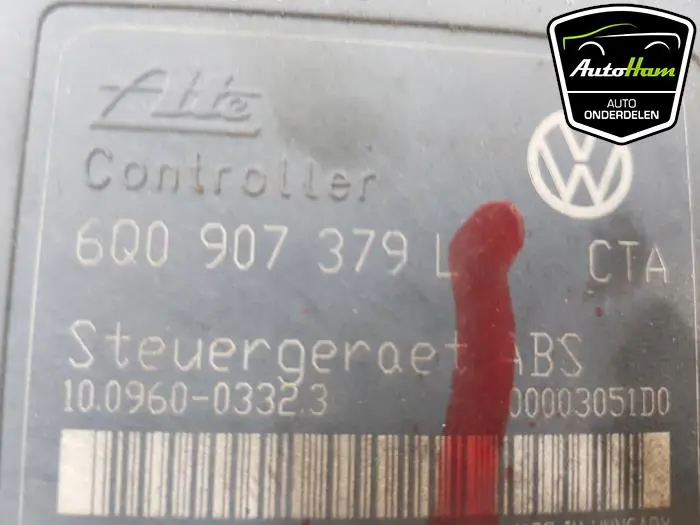 AutoHam
AUTO
ONDERDELEN
Ate
Controller
6Q0 907 379 L CTA
Steuergeraet ABS
10.0960-0332.3 00003051D0